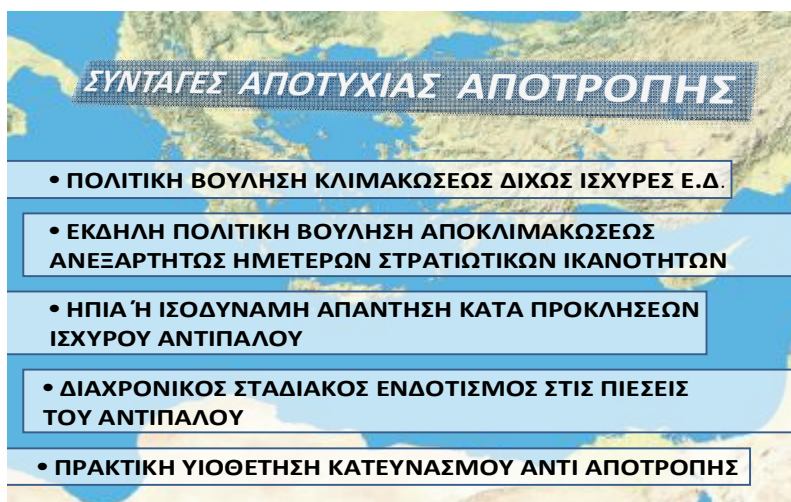 ΣΥΝΤΑΓΕΣ ΑΠΟΤΥΧΙΑΣ ΑΠΟΤΡΟΠΗΣ
• ΠΟΛΙΤΙΚΗ ΒΟΥΛΗΣΗ ΚΛΙΜΑΚΩΣΕΩΣ ΔΙΧΩΣ ΙΣΧΥΡΕΣ Ε.Δ.
• ΕΚΔΗΛΗ ΠΟΛΙΤΙΚΗ ΒΟΥΛΗΣΗ ΑΠΟΚΛΙΜΑΚΩΣΕΩΣ
ΑΝΕΞΑΡΤΗΤΩΣ ΗΜΕΤΕΡΩΝ ΣΤΡΑΤΙΩΤΙΚΩΝ ΙΚΑΝΟΤΗΤΩΝ
• ΗΠΙΑ Ή ΙΣΟΔΥΝΑΜΗ ΑΠΑΝΤΗΣΗ ΚΑΤΑ ΠΡΟΚΛΗΣΕΩΝ
ΙΣΧΥΡΟΥ ΑΝΤΙΠΑΛΟΥ
• ΔΙΑΧΡΟΝΙΚΟΣ ΣΤΑΔΙΑΚΟΣ ΕΝΔΟΤΙΣΜΟΣ ΣΤΙΣ ΠΙΕΣΕΙΣ
ΤΟΥ ΑΝΤΙΠΑΛΟΥ
• ΠΡΑΚΤΙΚΗ ΥΙΟΘΕΤΗΣΗ ΚΑΤΕΥΝΑΣΜΟΥ ΑΝΤΙ ΑΠΟΤΡΟΠΗΣ